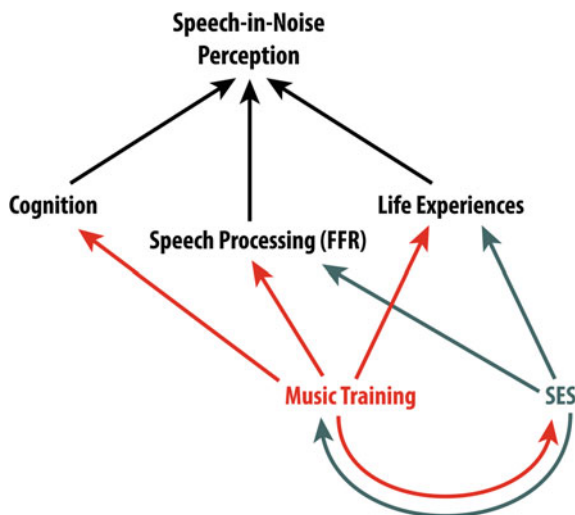 Speech-in-Noise
Perception
Cognition
Life Experiences
Speech Processing (FFR)
Music Training
SES